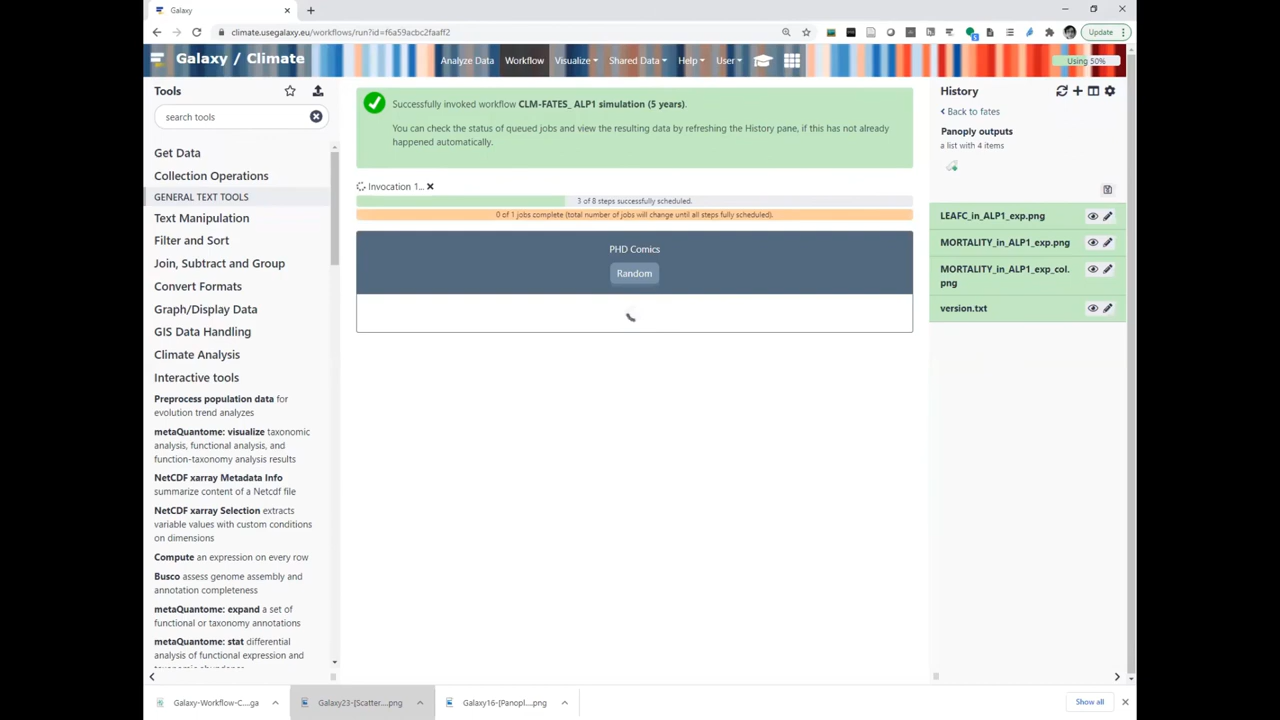 Galaxy
climate.usegalaxy.eu/workflows/run?id=f6a59acbc2faaff2
Update
Galaxy / Climate
Analyze Data
Workflow
Visualize
Shared Data
Help
User
Using 50%
Tools
search tools
Get Data
Collection Operations
GENERAL TEXT TOOLS
Text Manipulation
Filter and Sort
Join, Subtract and Group
Convert Formats
Graph/Display Data
GIS Data Handling
Climate Analysis
Interactive tools
Preprocess population data for
evolution trend analyzes
metaQuantome: visualize taxonomic
analysis, functional analysis, and
function-taxonomy analysis results
NetCDF xarray Metadata Info
summarize content of a Netcdf file
NetCDF xarray Selection extracts
variable values with custom conditions
on dimensions
Compute an expression on every row
Busco assess genome assembly and
annotation completeness
metaQuantome: expand a set of
functional or taxonomy annotations
metaQuantome: stat differential
analysis of functional expression and
Successfully invoked workflow CLM-FATES_ ALP1 simulation (5 years).
You can check the status of queued jobs and view the resulting data by refreshing the History pane, if this has not already
happened automatically.
Invocation 1...
3 of 8 steps successfully scheduled.
0 of 1 jobs complete (total number of jobs will change until all steps fully scheduled).
PHD Comics
Random
History
Back to fates
Panoply outputs
a list with 4 items
LEAFC_in_ALP1_exp.png
MORTALITY_in_ALP1_exp.png
MORTALITY_in_ALP1_exp_col.
png
version.txt
Galaxy-Workflow-C....ga
Galaxy23-[Scatter....png
Galaxy16-[Panopl....png
Show all